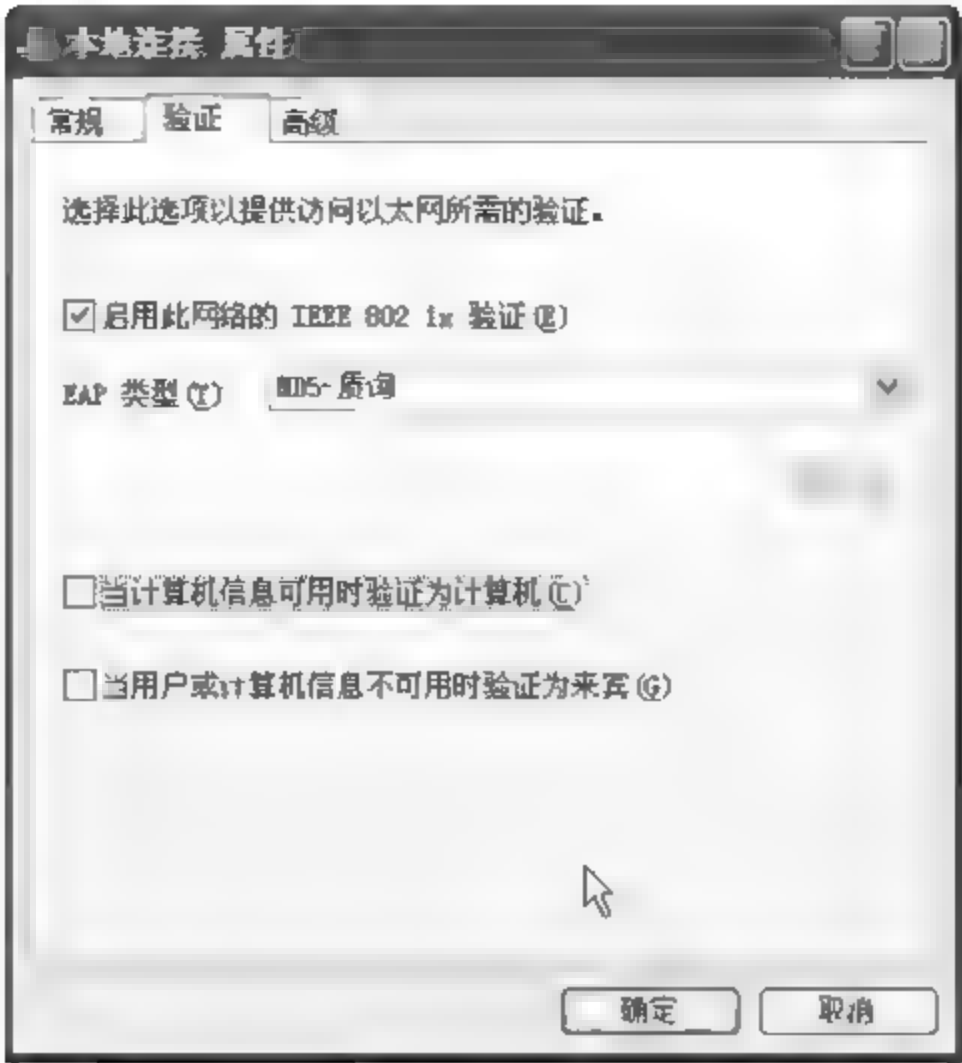 本地连接 属性
常规 验证 高级
选择此选项以提供访问以太网所需的验证。
启用此网络的 IEEE 802 1x 验证(E)
EAP 类型(Y) MD5-质询
当计算机信息可用时验证为计算机(C)
当用户或计算机信息不可用时验证为来宾(G)
确定 取消